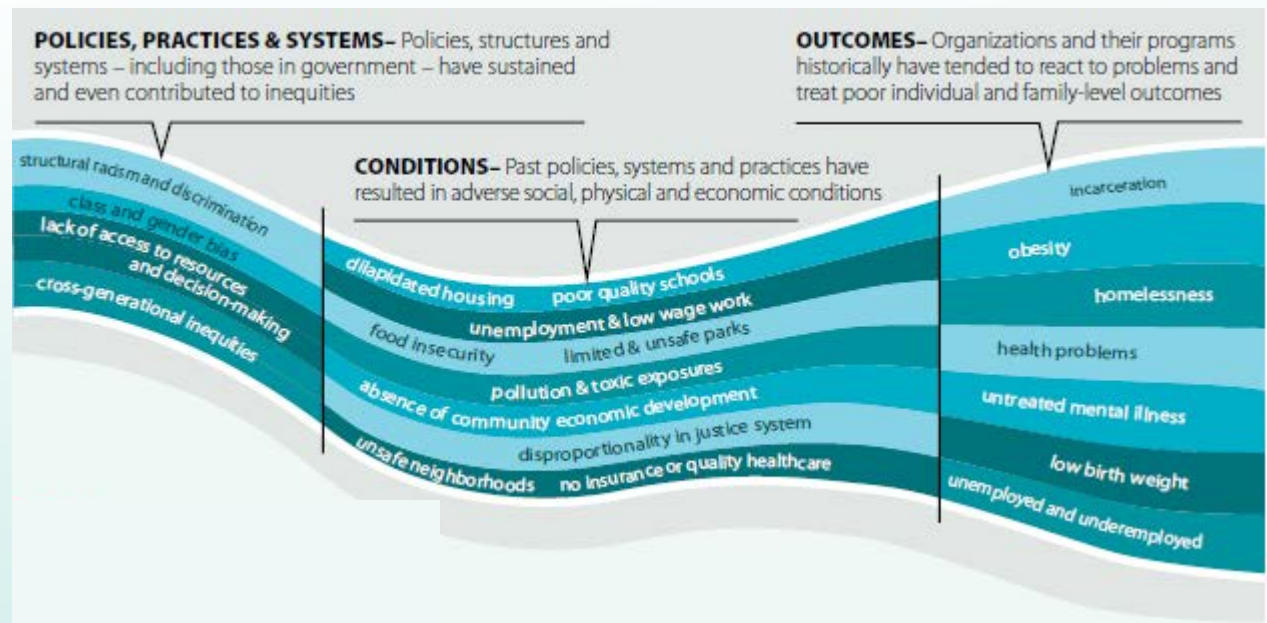 POLICIES, PRACTICES & SYSTEMS– Policies, structures and
systems – including those in government – have sustained
and even contributed to inequities
OUTCOMES– Organizations and their programs
historically have tended to react to problems and
treat poor individual and family-level outcomes
CONDITIONS– Past policies, systems and practices have
resulted in adverse social, physical and economic conditions
structural racism and discrimination
class and gender bias
lack of access to resources
and decision-making
cross-generational inequities
dilapidated housing
poor quality schools
unemployment & low wage work
food insecurity
limited & unsafe parks
pollution & toxic exposures
absence of community economic development
disproportionality in justice system
unsafe neighborhoods
no insurance or quality healthcare
incarceration
obesity
homelessness
health problems
untreated mental illness
low birth weight
unemployed and underemployed